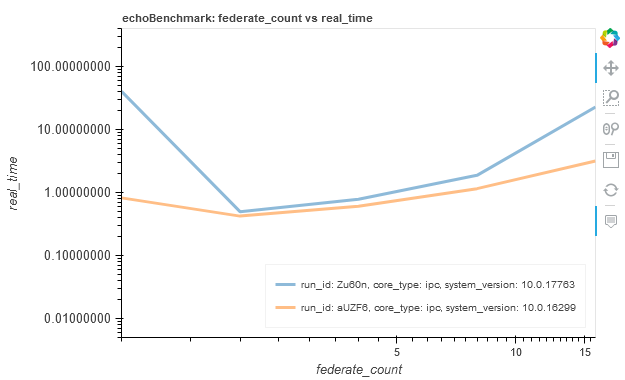 echoBenchmark: federate_count vs real_time
100.00000000
10.00000000
1.00000000
0.10000000
0.01000000
real_time
run_id: Zu60n, core_type: ipc, system_version: 10.0.17763
run_id: aUZF6, core_type: ipc, system_version: 10.0.16299
5
10
15
federate_count